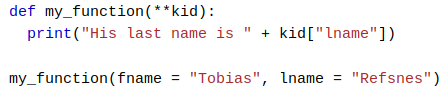 def my_function(**kid):
  print("His last name is " + kid["lname"])

my_function(fname = "Tobias", lname = "Refsnes")